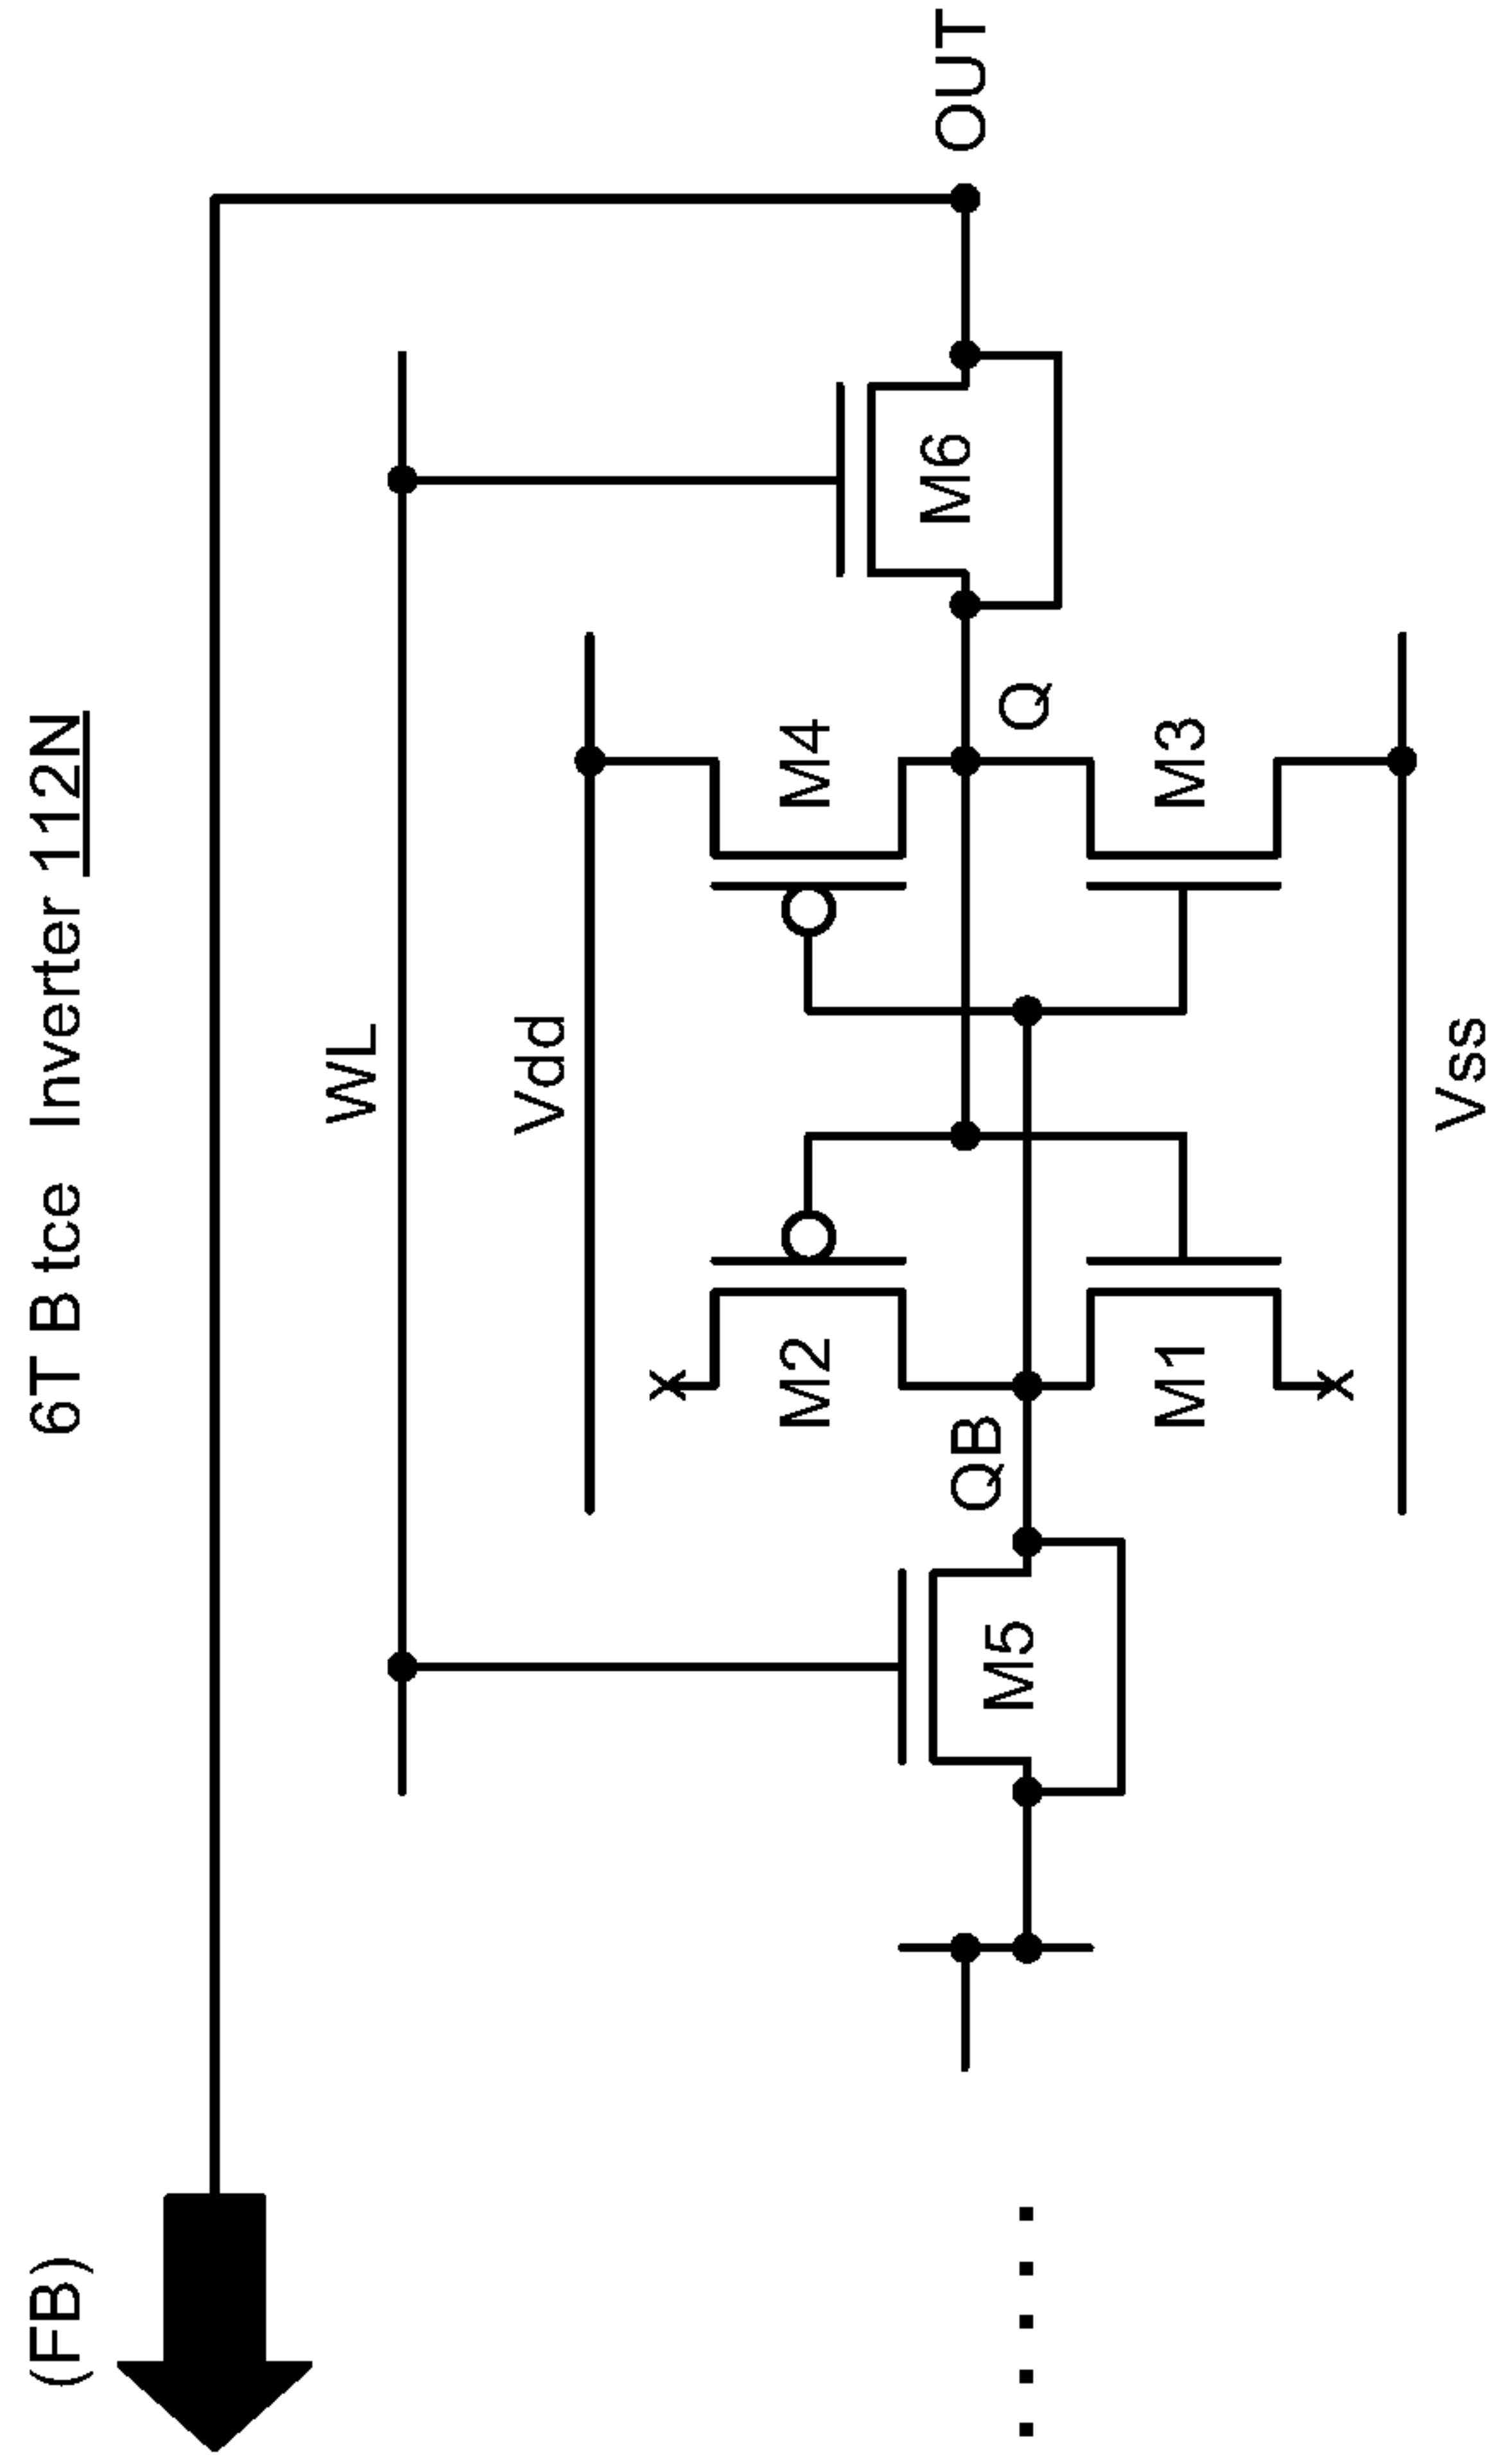 6T B tce Inverter 112N
(FB)
WL
Vdd
M2
M4
M6
OUT
QB
Q
M5
M1
M3
Vss
x
x